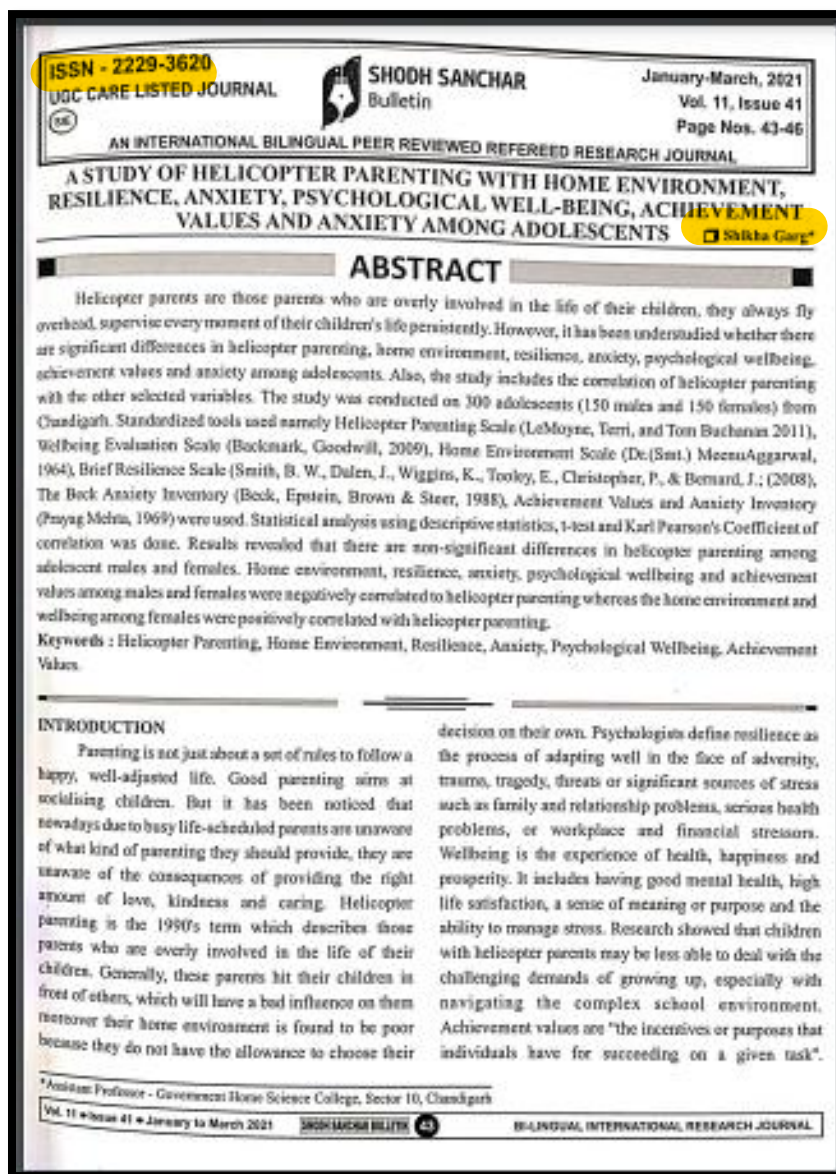 ISSN - 2229-3620
UGC CARE LISTED JOURNAL
SHODH SANCHAR
Bulletin
January-March, 2021
Vol. 11, Issue 41
Page Nos. 43-46
AN INTERNATIONAL BILINGUAL PEER REVIEWED REFEREED RESEARCH JOURNAL
A STUDY OF HELICOPTER PARENTING WITH HOME ENVIRONMENT,
RESILIENCE, ANXIETY, PSYCHOLOGICAL WELL-BEING, ACHIEVEMENT
VALUES AND ANXIETY AMONG ADOLESCENTS
Shikha Garg*
ABSTRACT
Helicopter parents are those parents who are overly involved in the life of their children, they always fly
overhead, supervise every moment of their children's life persistently. However, it has been understudied whether there
are significant differences in helicopter parenting, home environment, resilience, anxiety, psychological wellbeing,
achievement values and anxiety among adolescents. Also, the study includes the correlation of helicopter parenting
with the other selected variables. The study was conducted on 300 adolescents (150 males and 150 females) from
Chandigarh. Standardized tools used namely Helicopter Parenting Scale (LeMoyne, Terri, and Tom Buchanan 2011),
Wellbeing Evaluation Scale (Backmark, Goodwill, 2009), Home Environment Scale (Dr.(Smt.) MeenuAggarwal,
1964), Brief Resilience Scale (Smith, B. W., Dalen, J., Wiggins, K., Tooley, E., Christopher, P., & Bernard, J.; (2008),
The Beck Anxiety Inventory (Beck, Epstein, Brown & Steer, 1988), Achievement Values and Anxiety Inventory
(Prayag Mehta, 1969) were used. Statistical analysis using descriptive statistics, t-test and Karl Pearson's Coefficient of
correlation was done. Results revealed that there are non-significant differences in helicopter parenting among
adolescent males and females. Home environment, resilience, anxiety, psychological wellbeing and achievement
values among males and females were negatively correlated to helicopter parenting whereas the home environment and
wellbeing among females were positively correlated with helicopter parenting.
Keywords : Helicopter Parenting, Home Environment, Resilience, Anxiety, Psychological Wellbeing, Achievement
Values.
INTRODUCTION
Parenting is not just about a set of rules to follow a
happy, well-adjusted life. Good parenting aims at
socialising children. But it has been noticed that
nowadays due to busy life-scheduled parents are unaware
of what kind of parenting they should provide, they are
unaware of the consequences of providing the right
amount of love, kindness and caring. Helicopter
parenting is the 1990's term which describes those
parents who are overly involved in the life of their
children. Generally, these parents hit their children in
front of others, which will have a bad influence on them
moreover their home environment is found to be poor
because they do not have the allowance to choose their
decision on their own. Psychologists define resilience as
the process of adapting well in the face of adversity,
trauma, tragedy, threats or significant sources of stress
such as family and relationship problems, serious health
problems, or workplace and financial stressors.
Wellbeing is the experience of health, happiness and
prosperity. It includes having good mental health, high
life satisfaction, a sense of meaning or purpose and the
ability to manage stress. Research showed that children
with helicopter parents may be less able to deal with the
challenging demands of growing up, especially with
navigating the complex school environment.
Achievement values are "the incentives or purposes that
individuals have for succeeding on a given task".
*Assistant Professor - Government Home Science College, Sector 10, Chandigarh
Vol. 11 ♦ Issue 41 ♦ January to March 2021 SHODH SANCHAR BULLETIN 43 BI-LINGUAL INTERNATIONAL RESEARCH JOURNAL